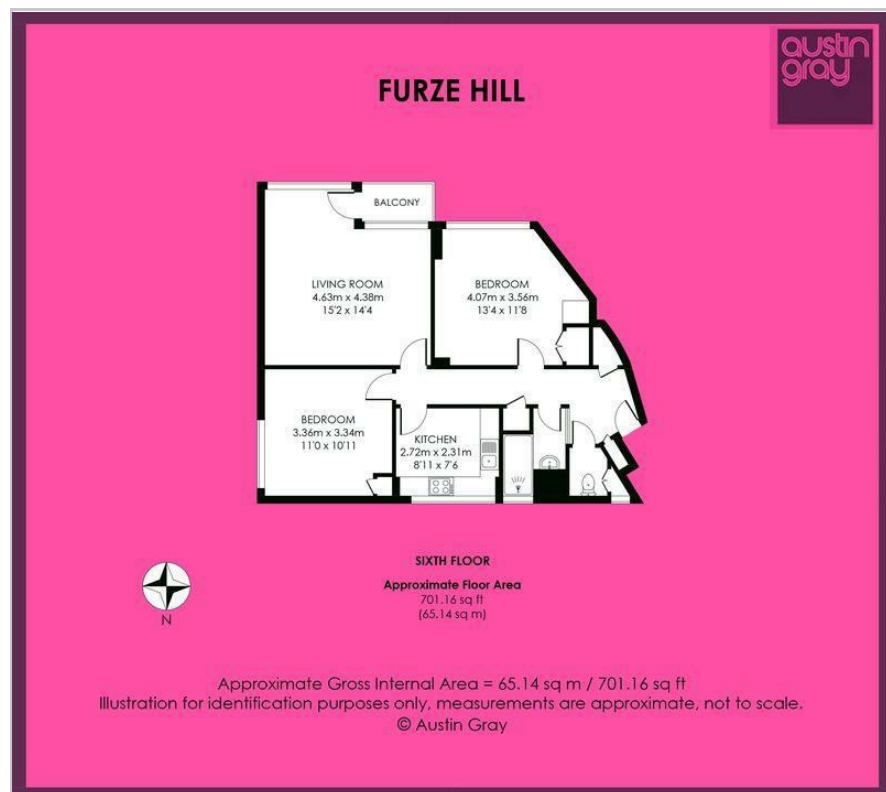 austin
gray
FURZE HILL
BALCONY
LIVING ROOM
4.63m x 4.38m
15'2 x 14'4
BEDROOM
4.07m x 3.56m
13'4 x 11'8
BEDROOM
3.36m x 3.34m
11'0 x 10'11
KITCHEN
2.72m x 2.31m
8'11 x 7'6
SIXTH FLOOR
Approximate Floor Area
701.16 sq ft
(65.14 sq m)
N
Approximate Gross Internal Area = 65.14 sq m / 701.16 sq ft
Illustration for identification purposes only, measurements are approximate, not to scale.
© Austin Gray